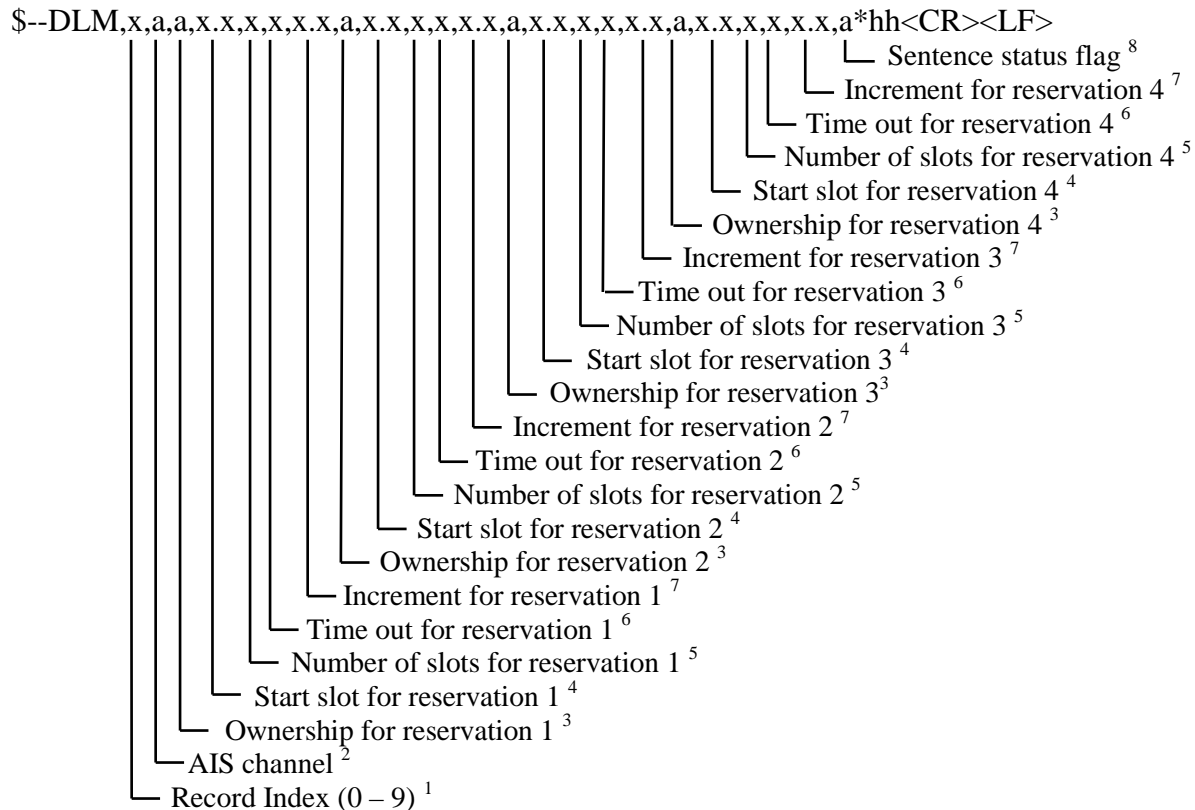 $--DLM,x,a,a,x.x,x,x,x.x,a,x.x,x,x,x.x,a,x.x,x,x,x.x,a,x.x,x,x,x.x,a*hh<CR><LF>
Sentence status flag 8
Increment for reservation 4 7
Time out for reservation 4 6
Number of slots for reservation 4 5
Start slot for reservation 4 4
Ownership for reservation 4 3
Increment for reservation 3 7
Time out for reservation 3 6
Number of slots for reservation 3 5
Start slot for reservation 3 4
Ownership for reservation 3 3
Increment for reservation 2 7
Time out for reservation 2 6
Number of slots for reservation 2 5
Start slot for reservation 2 4
Ownership for reservation 2 3
Increment for reservation 1 7
Time out for reservation 1 6
Number of slots for reservation 1 5
Start slot for reservation 1 4
Ownership for reservation 1 3
AIS channel 2
Record Index (0 – 9) 1